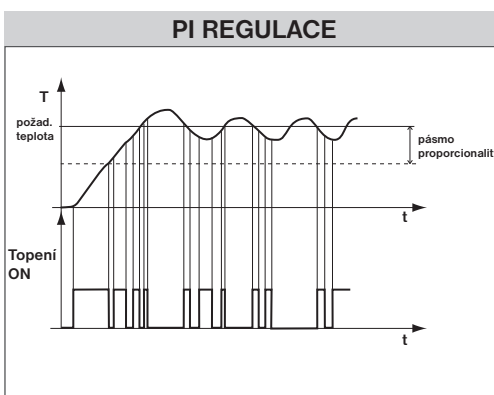 PI REGULACE
T
požad.
teplota
pásmo
proporcionalit
t
Topení
ON
t